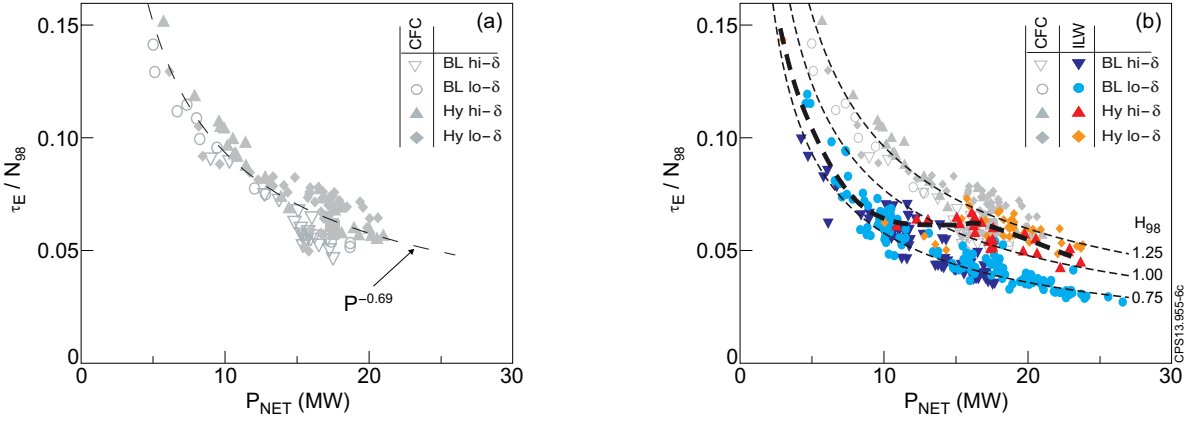 (a)
CFC
BL hi–δ
BL lo–δ
Hy hi–δ
Hy lo–δ
0.15
0.10
0.05
0
τE / N98
P–0.69
0 10 20 30
PNET (MW)
(b)
CFC ILW
BL hi–δ
BL lo–δ
Hy hi–δ
Hy lo–δ
0.15
0.10
0.05
0
τE / N98
H98
1.25
1.00
0.75
0 10 20 30
PNET (MW)
CPS13.955-6c